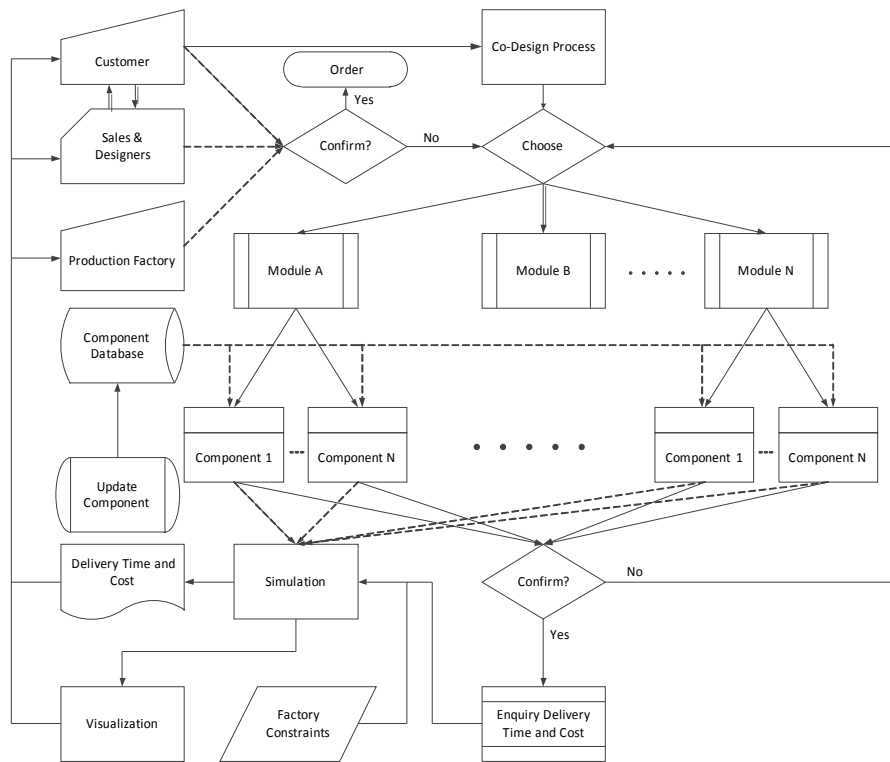 Customer
Co-Design Process
Order
Yes
Sales &
Designers
Confirm?
No
Choose
Production Factory
Module A
Module B
Module N
Component
Database
Component 1
Component N
Component 1
Component N
Update
Component
Delivery Time and
Cost
Simulation
Confirm?
No
Yes
Visualization
Factory
Constraints
Enquiry Delivery
Time and Cost